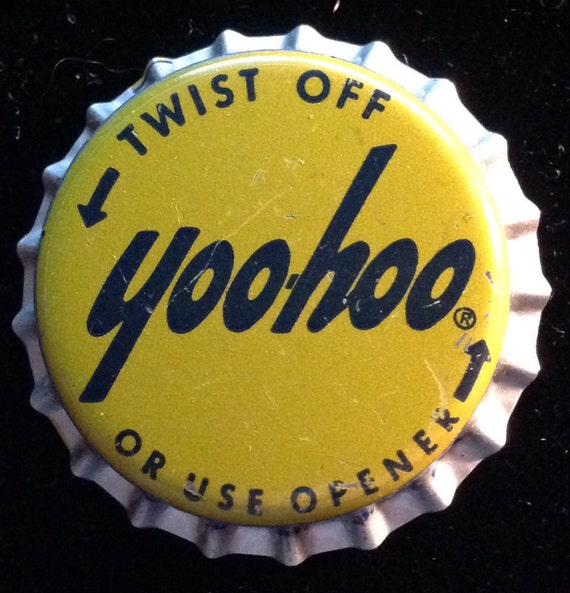 TWIST OFF
yoo-hoo®
OR USE OPENER